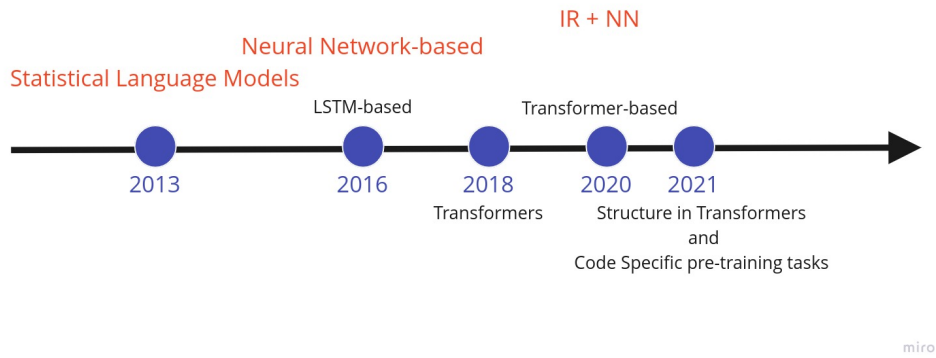 IR + NN
Neural Network-based
Statistical Language Models
LSTM-based
Transformer-based
2013
2016
2018
2020
2021
Transformers
Structure in Transformers
and
Code Specific pre-training tasks
miro